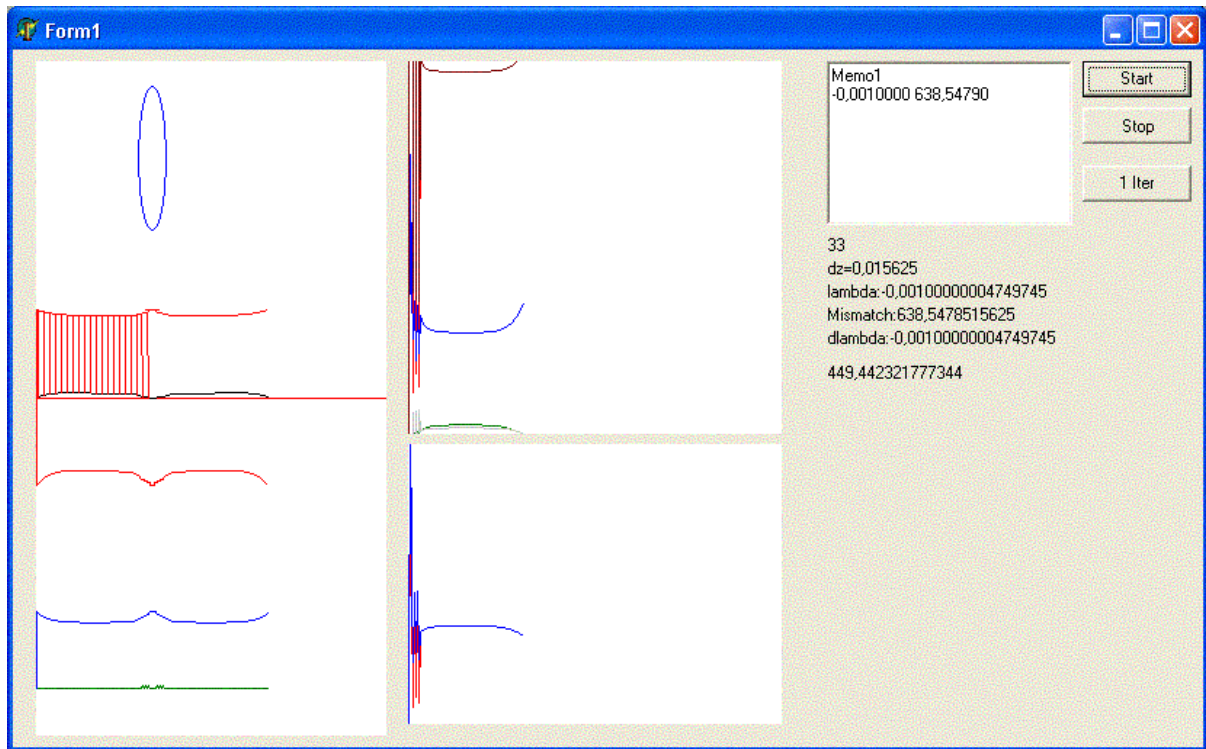 Form1
Memo1
-0,0010000 638,54790
Start
Stop
1 Iter
33
dz=0,015625
lambda:-0,00100000004749745
Mismatch:638,5478515625
dlambda:-0,00100000004749745
449,442321777344